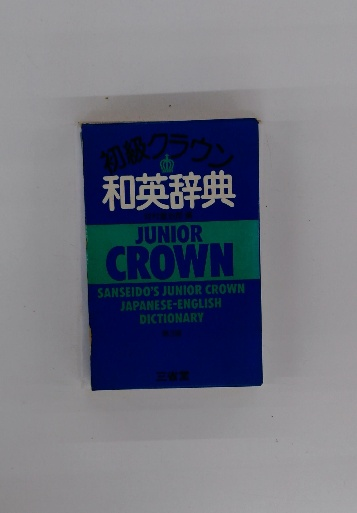 初級クラウン
和英辞典
JUNIOR
CROWN
SANSEIDO'S JUNIOR CROWN
JAPANESE-ENGLISH
DICTIONARY
三省堂